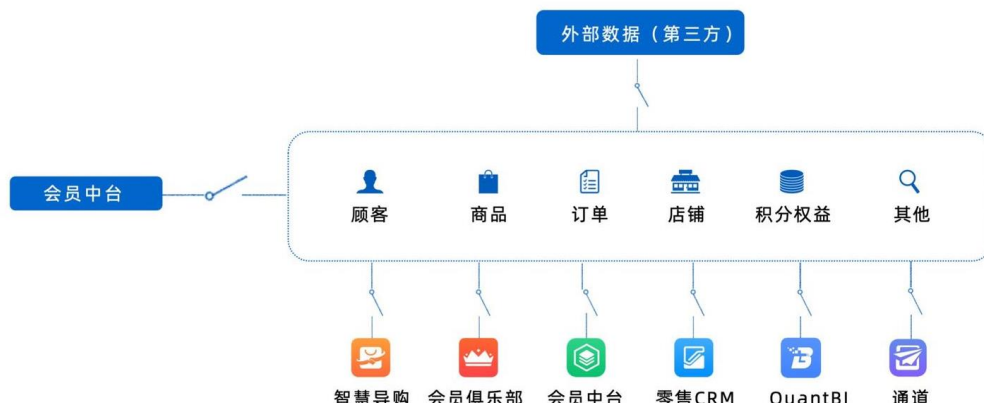 外部数据（第三方）
会员中台
顾客 商品 订单 店铺 积分权益 其他
智慧导购 会员俱乐部 会员中台 零售CRM QuantBI 通道